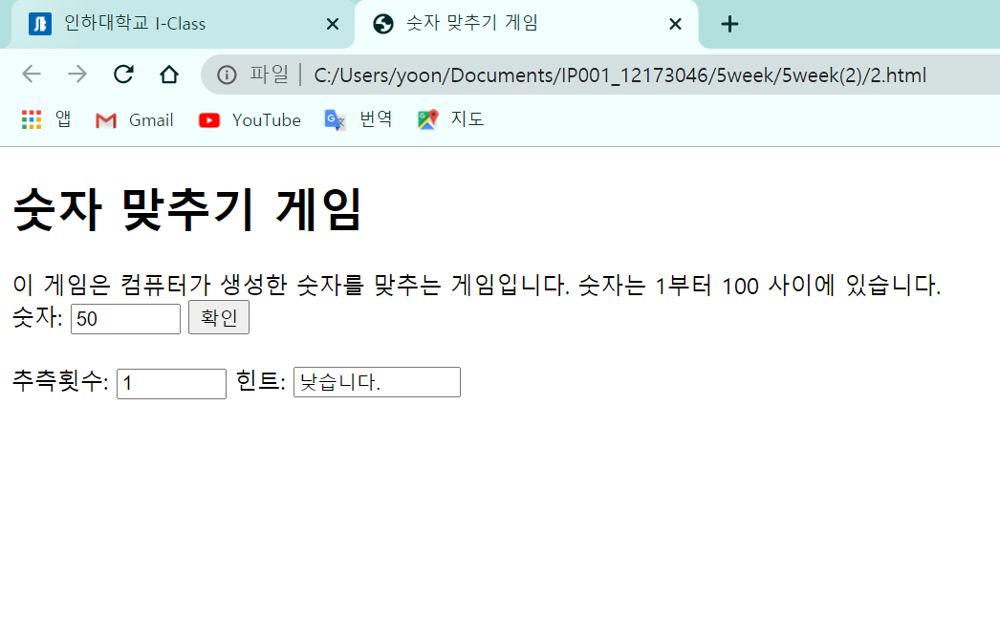 인하대학교 I-Class
숫자 맞추기 게임
파일 C:/Users/yoon/Documents/IP001_12173046/5week/5week(2)/2.html
앱 Gmail YouTube 번역 지도
숫자 맞추기 게임
이 게임은 컴퓨터가 생성한 숫자를 맞추는 게임입니다. 숫자는 1부터 100 사이에 있습니다.
숫자: 50 확인
추측횟수: 1 힌트: 낮습니다.